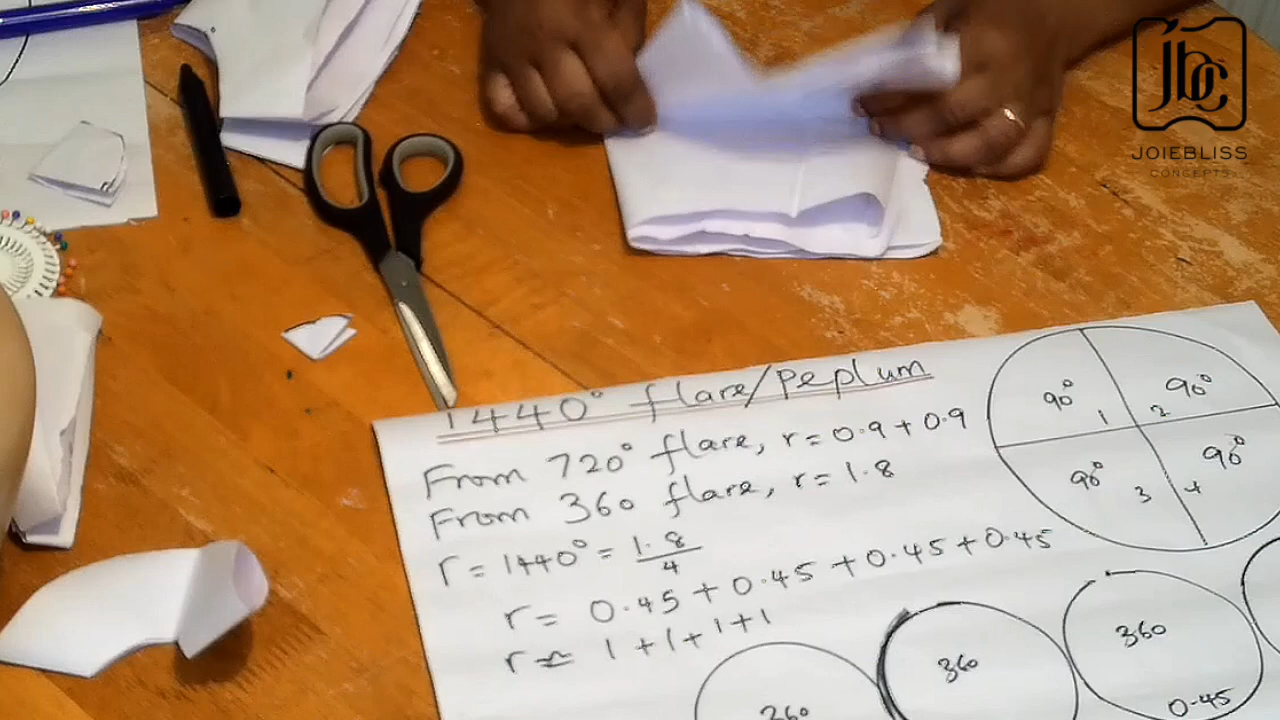 jbc
JOIEBLISS
CONCEPTS
1440° flare/peplum
From 720° flare, r=0.9+0.9
From 360 flare, r=1.8
r=1440°=1.8/4
r=0.45+0.45+0.45+0.45
r=1+1+1+1
90° 90°
1 2
90° 90°
3 4
360
360
360
0.45